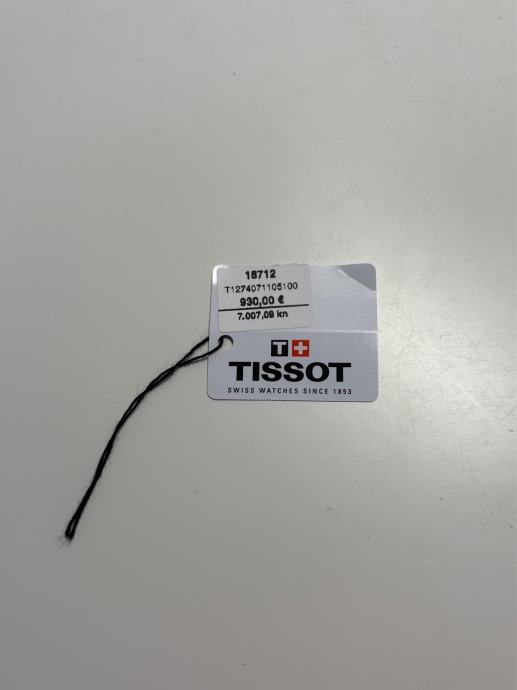 18712
T1274071105100
930,00 €
7.007,09 kn
T+
TISSOT
SWISS WATCHES SINCE 1853